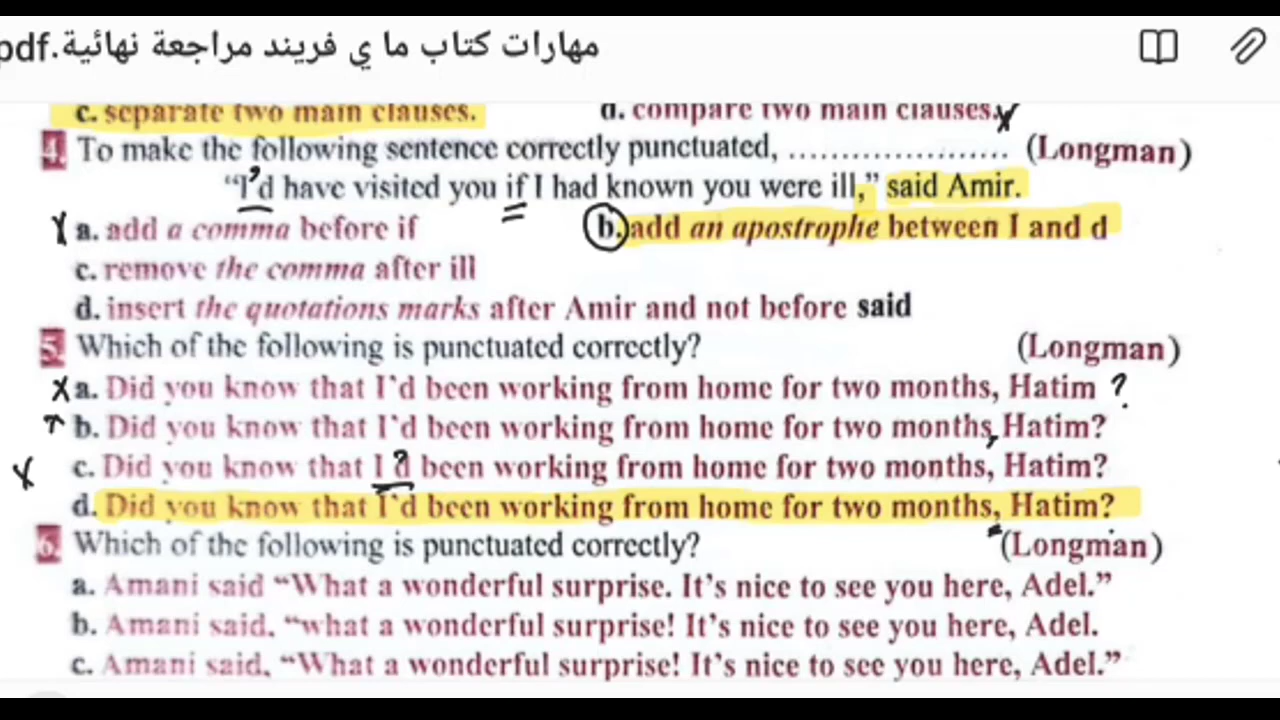 مهارات كتاب ما ي فريند مراجعة نهائية.pdf
c. separate two main clauses. d. compare two main clauses.
4. To make the following sentence correctly punctuated, ...................... (Longman)
“I’d have visited you if I had known you were ill,” said Amir.
a. add a comma before if b. add an apostrophe between I and d
c. remove the comma after ill
d. insert the quotations marks after Amir and not before said
5. Which of the following is punctuated correctly? (Longman)
a. Did you know that I’d been working from home for two months, Hatim ?
b. Did you know that I’d been working from home for two months, Hatim?
c. Did you know that I d been working from home for two months, Hatim?
d. Did you know that I’d been working from home for two months, Hatim?
6. Which of the following is punctuated correctly? (Longman)
a. Amani said “What a wonderful surprise. It’s nice to see you here, Adel.”
b. Amani said, “what a wonderful surprise! It’s nice to see you here, Adel.
c. Amani said, “What a wonderful surprise! It’s nice to see you here, Adel.”